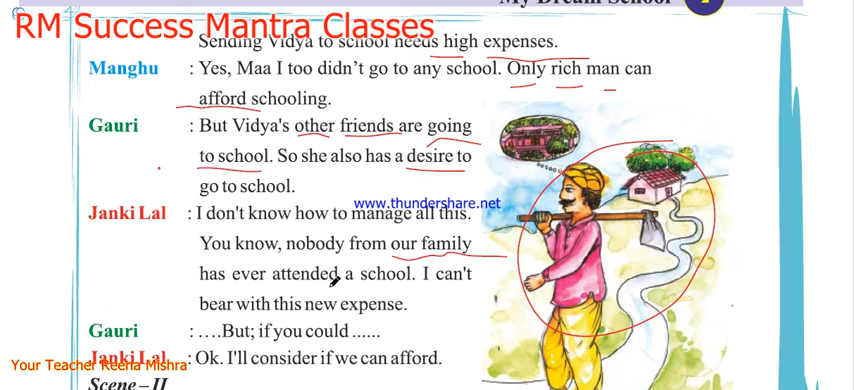 My Dream School
RM Success Mantra Classes
Sending Vidya to school needs high expenses.
Manghu : Yes, Maa I too didn't go to any school. Only rich man can
afford schooling.
Gauri : But Vidya's other friends are going
to school. So she also has a desire to
go to school.
www.thundershare.net
Janki Lal : I don't know how to manage all this.
You know, nobody from our family
has ever attended a school. I can't
bear with this new expense.
Gauri : ....But; if you could ......
Janki Lal : Ok. I'll consider if we can afford.
Your Teacher Reena Mishra
Scene–II